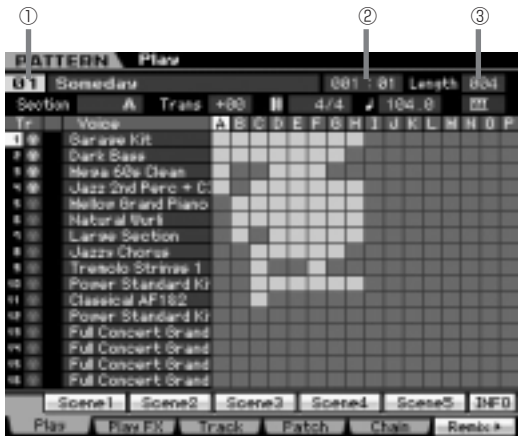 ① ② ③
PATTERN Play
01 Someday 001 : 01 Length 004
Section A Trans +00 4/4 104.0
Tr Voice A B C D E F G H I J K L M N O P
1 Garage Kit
2 Dark Bass
3 Mega 60s Clean
4 Jazz 2nd Perc + C
5 Mellow Grand Piano
6 Natural Wurli
7 Large Section
8 Jazzy Chorus
9 Tremolo Strings 1
10 Power Standard Ki
11 Classical AF1&2
12 Power Standard Ki
13 Full Concert Grand
14 Full Concert Grand
15 Full Concert Grand
16 Full Concert Grand
Scene1 Scene2 Scene3 Scene4 Scene5 INFO
Play Play FX Track Patch Chain Remix